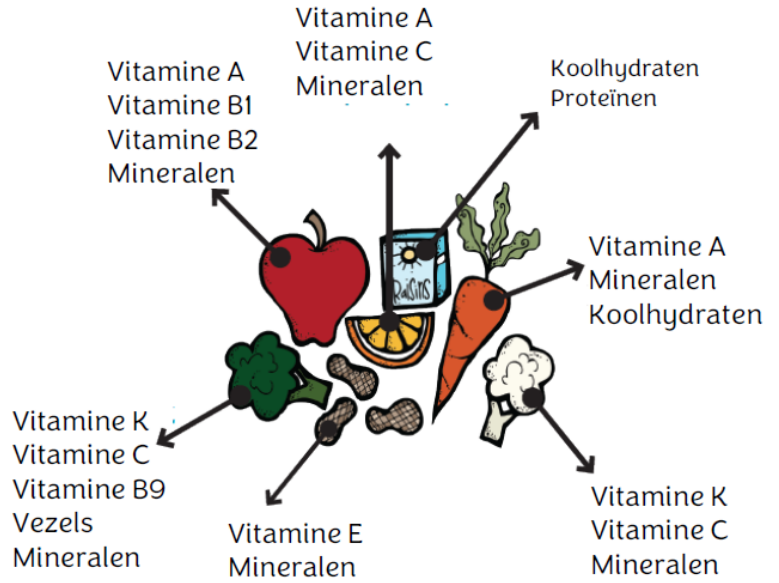 Vitamine A
Vitamine C
Mineralen
Vitamine A
Vitamine B1
Vitamine B2
Mineralen
Koolhydraten
Proteïnen
Raisins
Vitamine A
Mineralen
Koolhydraten
Vitamine K
Vitamine C
Vitamine B9
Vezels
Mineralen
Vitamine E
Mineralen
Vitamine K
Vitamine C
Mineralen